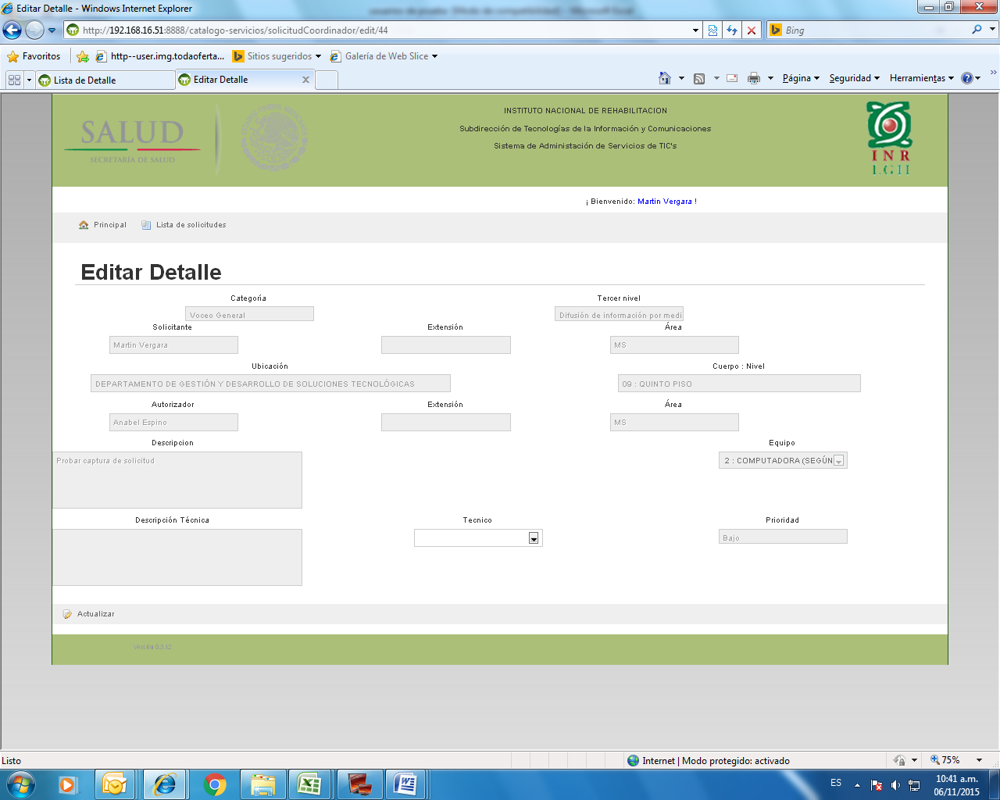 Editar Detalle - Windows Internet Explorer
http://192.168.16.51:8888/catalogo-servicios/solicitudCoordinador/edit/44
Bing
Favoritos
http--user.img.todaoferta...
Sitios sugeridos
Galería de Web Slice
Lista de Detalle
Editar Detalle
Página
Seguridad
Herramientas
SALUD
SECRETARÍA DE SALUD
INSTITUTO NACIONAL DE REHABILITACION
Subdirección de Tecnologías de la Información y Comunicaciones
Sistema de Administación de Servicios de TIC's
INR
¡ Bienvenido: Martin Vergara !
Principal
Lista de solicitudes
Editar Detalle
Categoría
Tercer nivel
Voceo General
Difusión de información por medi
Solicitante
Extensión
Área
Martin Vergara
MS
Ubicación
Cuerpo : Nivel
DEPARTAMENTO DE GESTIÓN Y DESARROLLO DE SOLUCIONES TECNOLÓGICAS
09 : QUINTO PISO
Autorizador
Extensión
Área
Anabel Espino
MS
Descripcion
Equipo
Probar captura de solicitud
2 : COMPUTADORA (SEGÚN
Descripción Técnica
Tecnico
Prioridad
Bajo
Actualizar
Versión 0.3.12
Listo
Internet | Modo protegido: activado
75%
ES
10:41 a.m.
06/11/2015